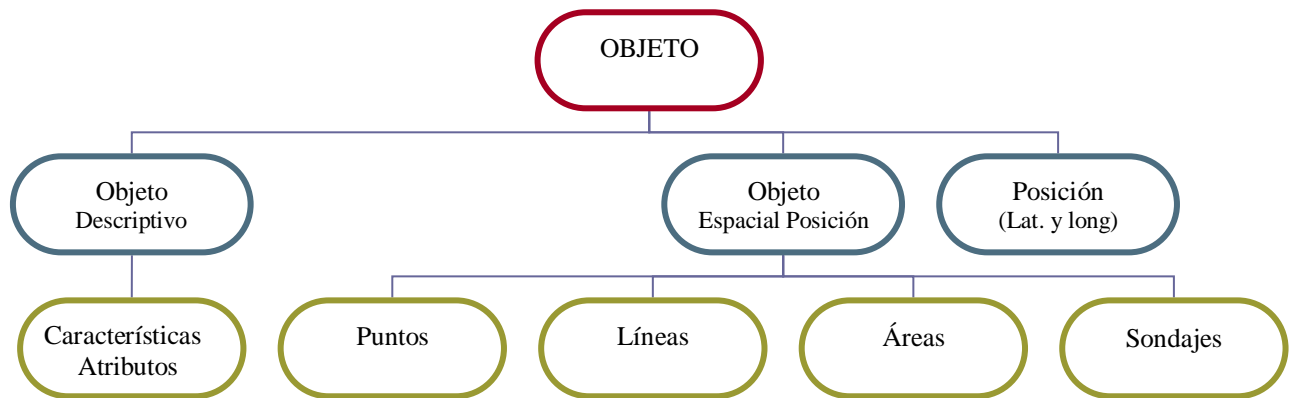 OBJETO
Objeto
Descriptivo
Objeto
Espacial Posición
Posición
(Lat. y long)
Características
Atributos
Puntos
Líneas
Áreas
Sondajes